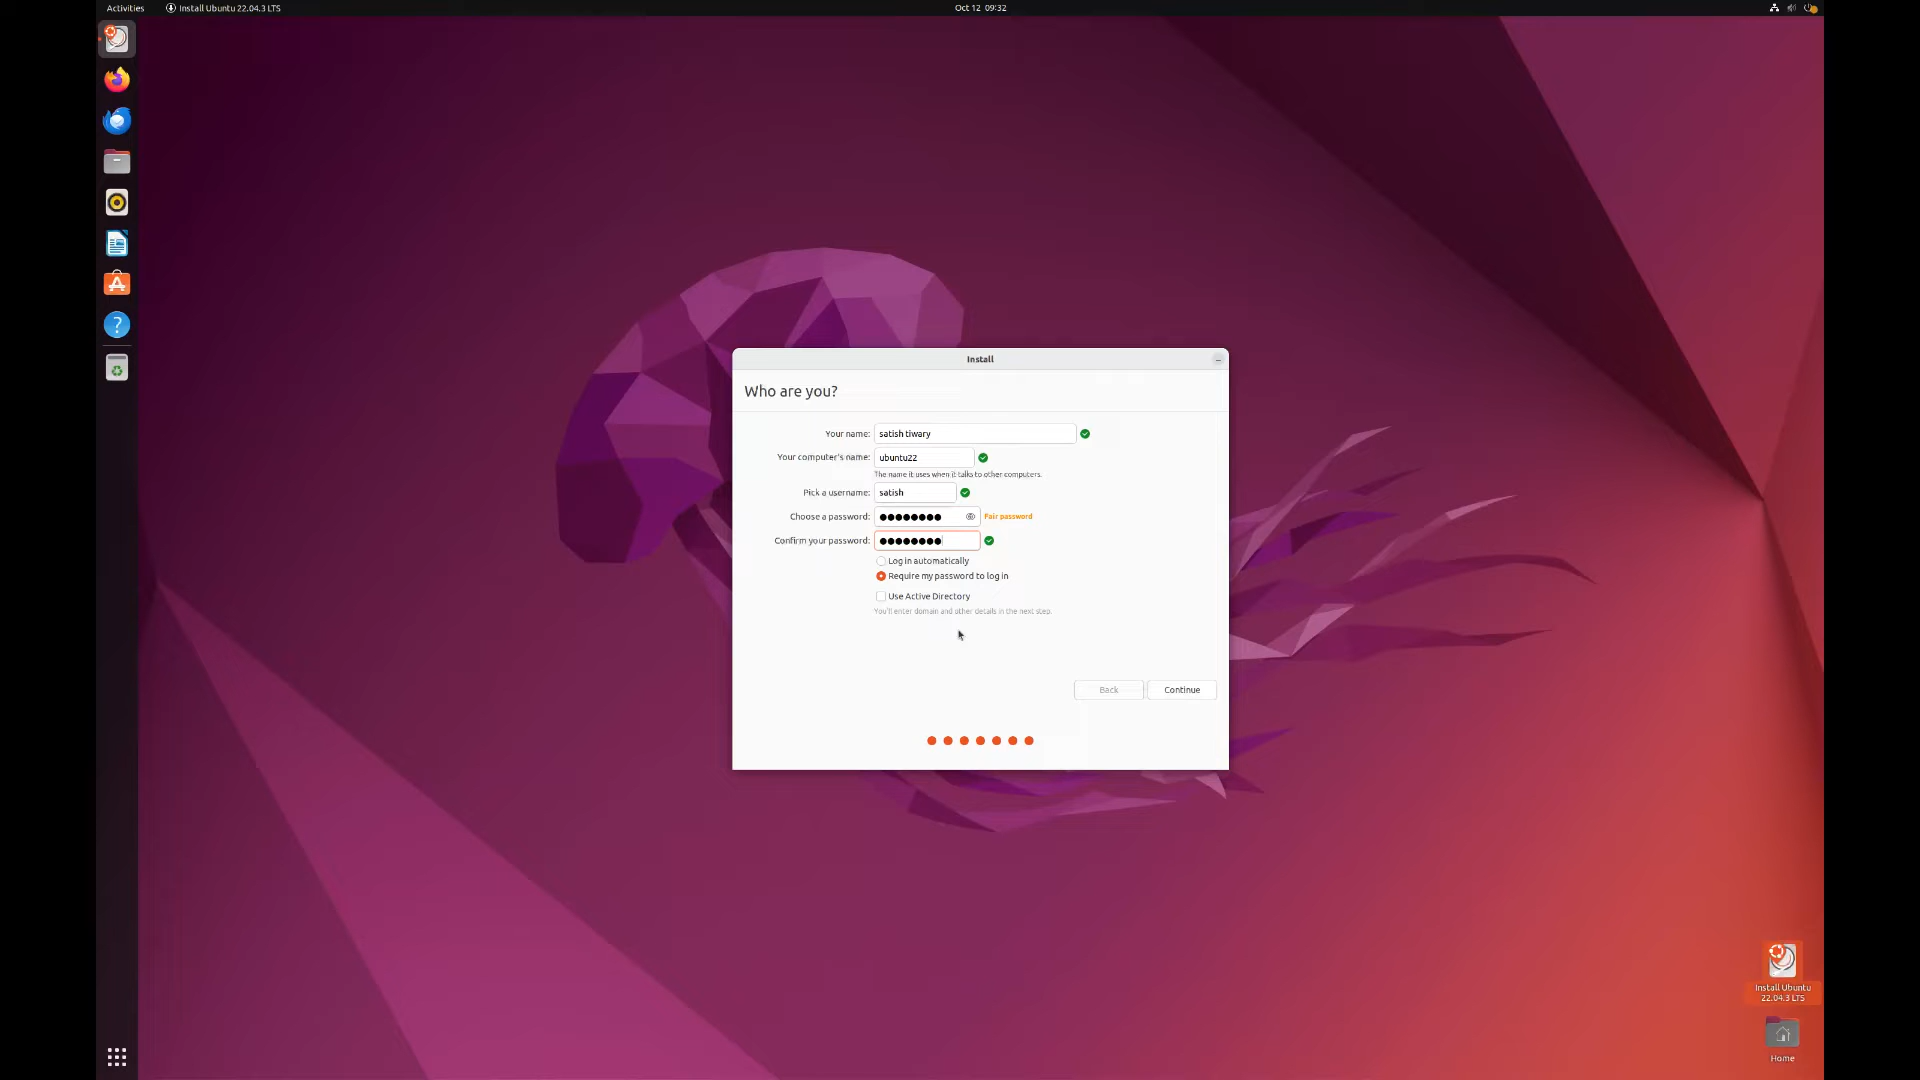 Activities
Install Ubuntu 22.04.3 LTS
Oct 12 09:32
Install
Who are you?
Your name: satish tiwary
Your computer's name: ubuntu22
The name it uses when it talks to other computers.
Pick a username: satish
Choose a password: ●●●●●●●● Fair password
Confirm your password: ●●●●●●●●
Log in automatically
Require my password to log in
Use Active Directory
You'll enter domain and other details in the next step.
Back
Continue
Install Ubuntu
22.04.3 LTS
Home